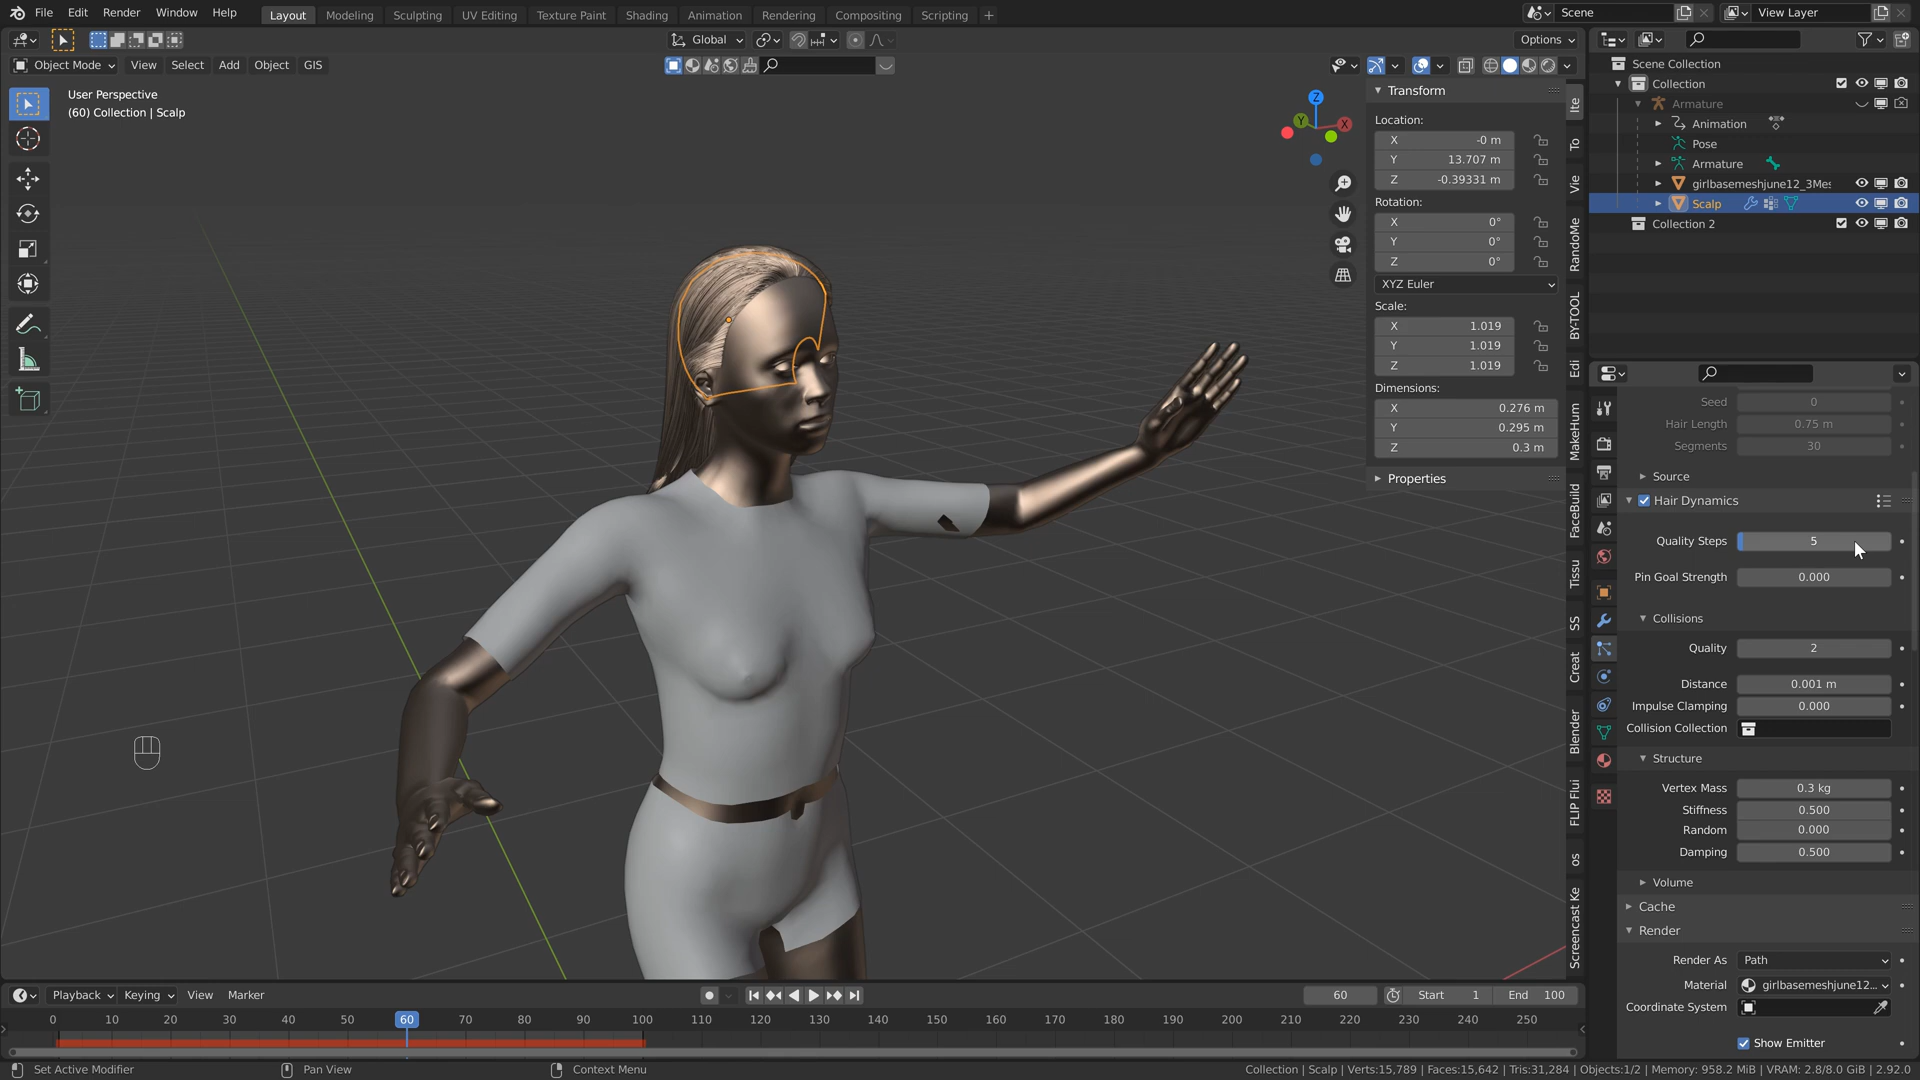 File Edit Render Window Help
Layout Modeling Sculpting UV Editing Texture Paint Shading Animation Rendering Compositing Scripting
Scene
View Layer
Global
Options
Object Mode View Select Add Object GIS
User Perspective
(60) Collection | Scalp
Transform
Location:
X -0 m
Y 13.707 m
Z -0.39331 m
Rotation:
X 0°
Y 0°
Z 0°
XYZ Euler
Scale:
X 1.019
Y 1.019
Z 1.019
Dimensions:
X 0.276 m
Y 0.295 m
Z 0.3 m
Properties
Z
Y
X
Ite
To
Vie
RandoMe
BY-TOOL
Edi
MakeHum
FaceBuild
Tissu
SS
Creat
Blender
FLIP Flui
os
Screencast Ke
Scene Collection
Collection
Armature
Animation
Pose
Armature
girlbasemeshjune12_3Mes
Scalp
Collection 2
Seed 0
Hair Length 0.75 m
Segments 30
Source
Hair Dynamics
Quality Steps 5
Pin Goal Strength 0.000
Collisions
Quality 2
Distance 0.001 m
Impulse Clamping 0.000
Collision Collection
Structure
Vertex Mass 0.3 kg
Stiffness 0.500
Random 0.000
Damping 0.500
Volume
Cache
Render
Render As Path
Material girlbasemeshjune12...
Coordinate System
Show Emitter
Playback Keying View Marker
60
Start 1 End 100
0 10 20 30 40 50 60 70 80 90 100 110 120 130 140 150 160 170 180 190 200 210 220 230 240 250
Set Active Modifier
Pan View
Context Menu
Collection | Scalp | Verts:15,789 | Faces:15,642 | Tris:31,284 | Objects:1/2 | Memory: 958.2 MiB | VRAM: 2.8/8.0 GiB | 2.92.0